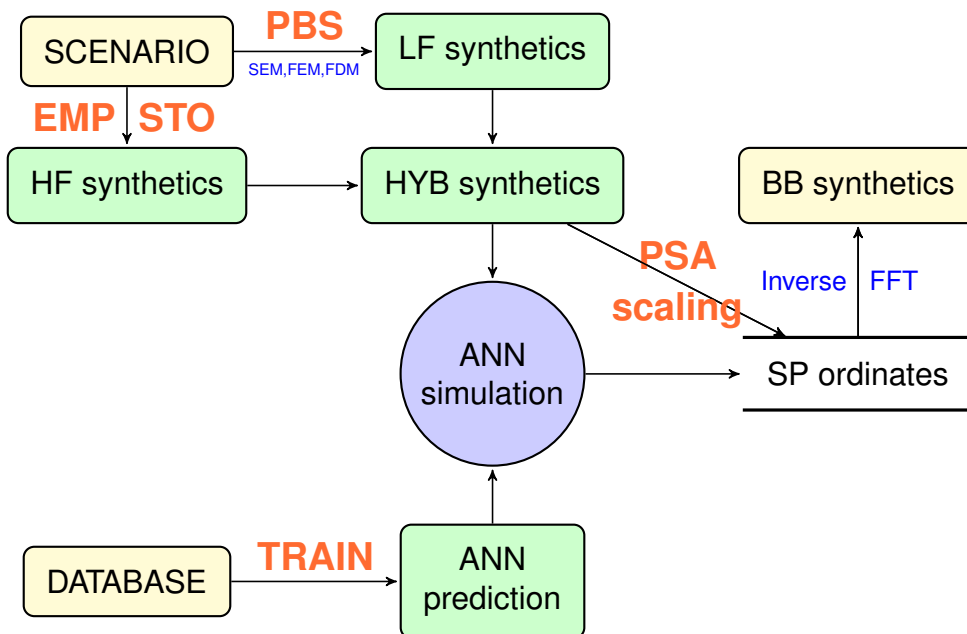 SCENARIO
PBS
SEM,FEM,FDM
LF synthetics
EMP STO
HF synthetics
HYB synthetics
BB synthetics
PSA
scaling
Inverse FFT
ANN
simulation
SP ordinates
DATABASE
TRAIN
ANN
prediction